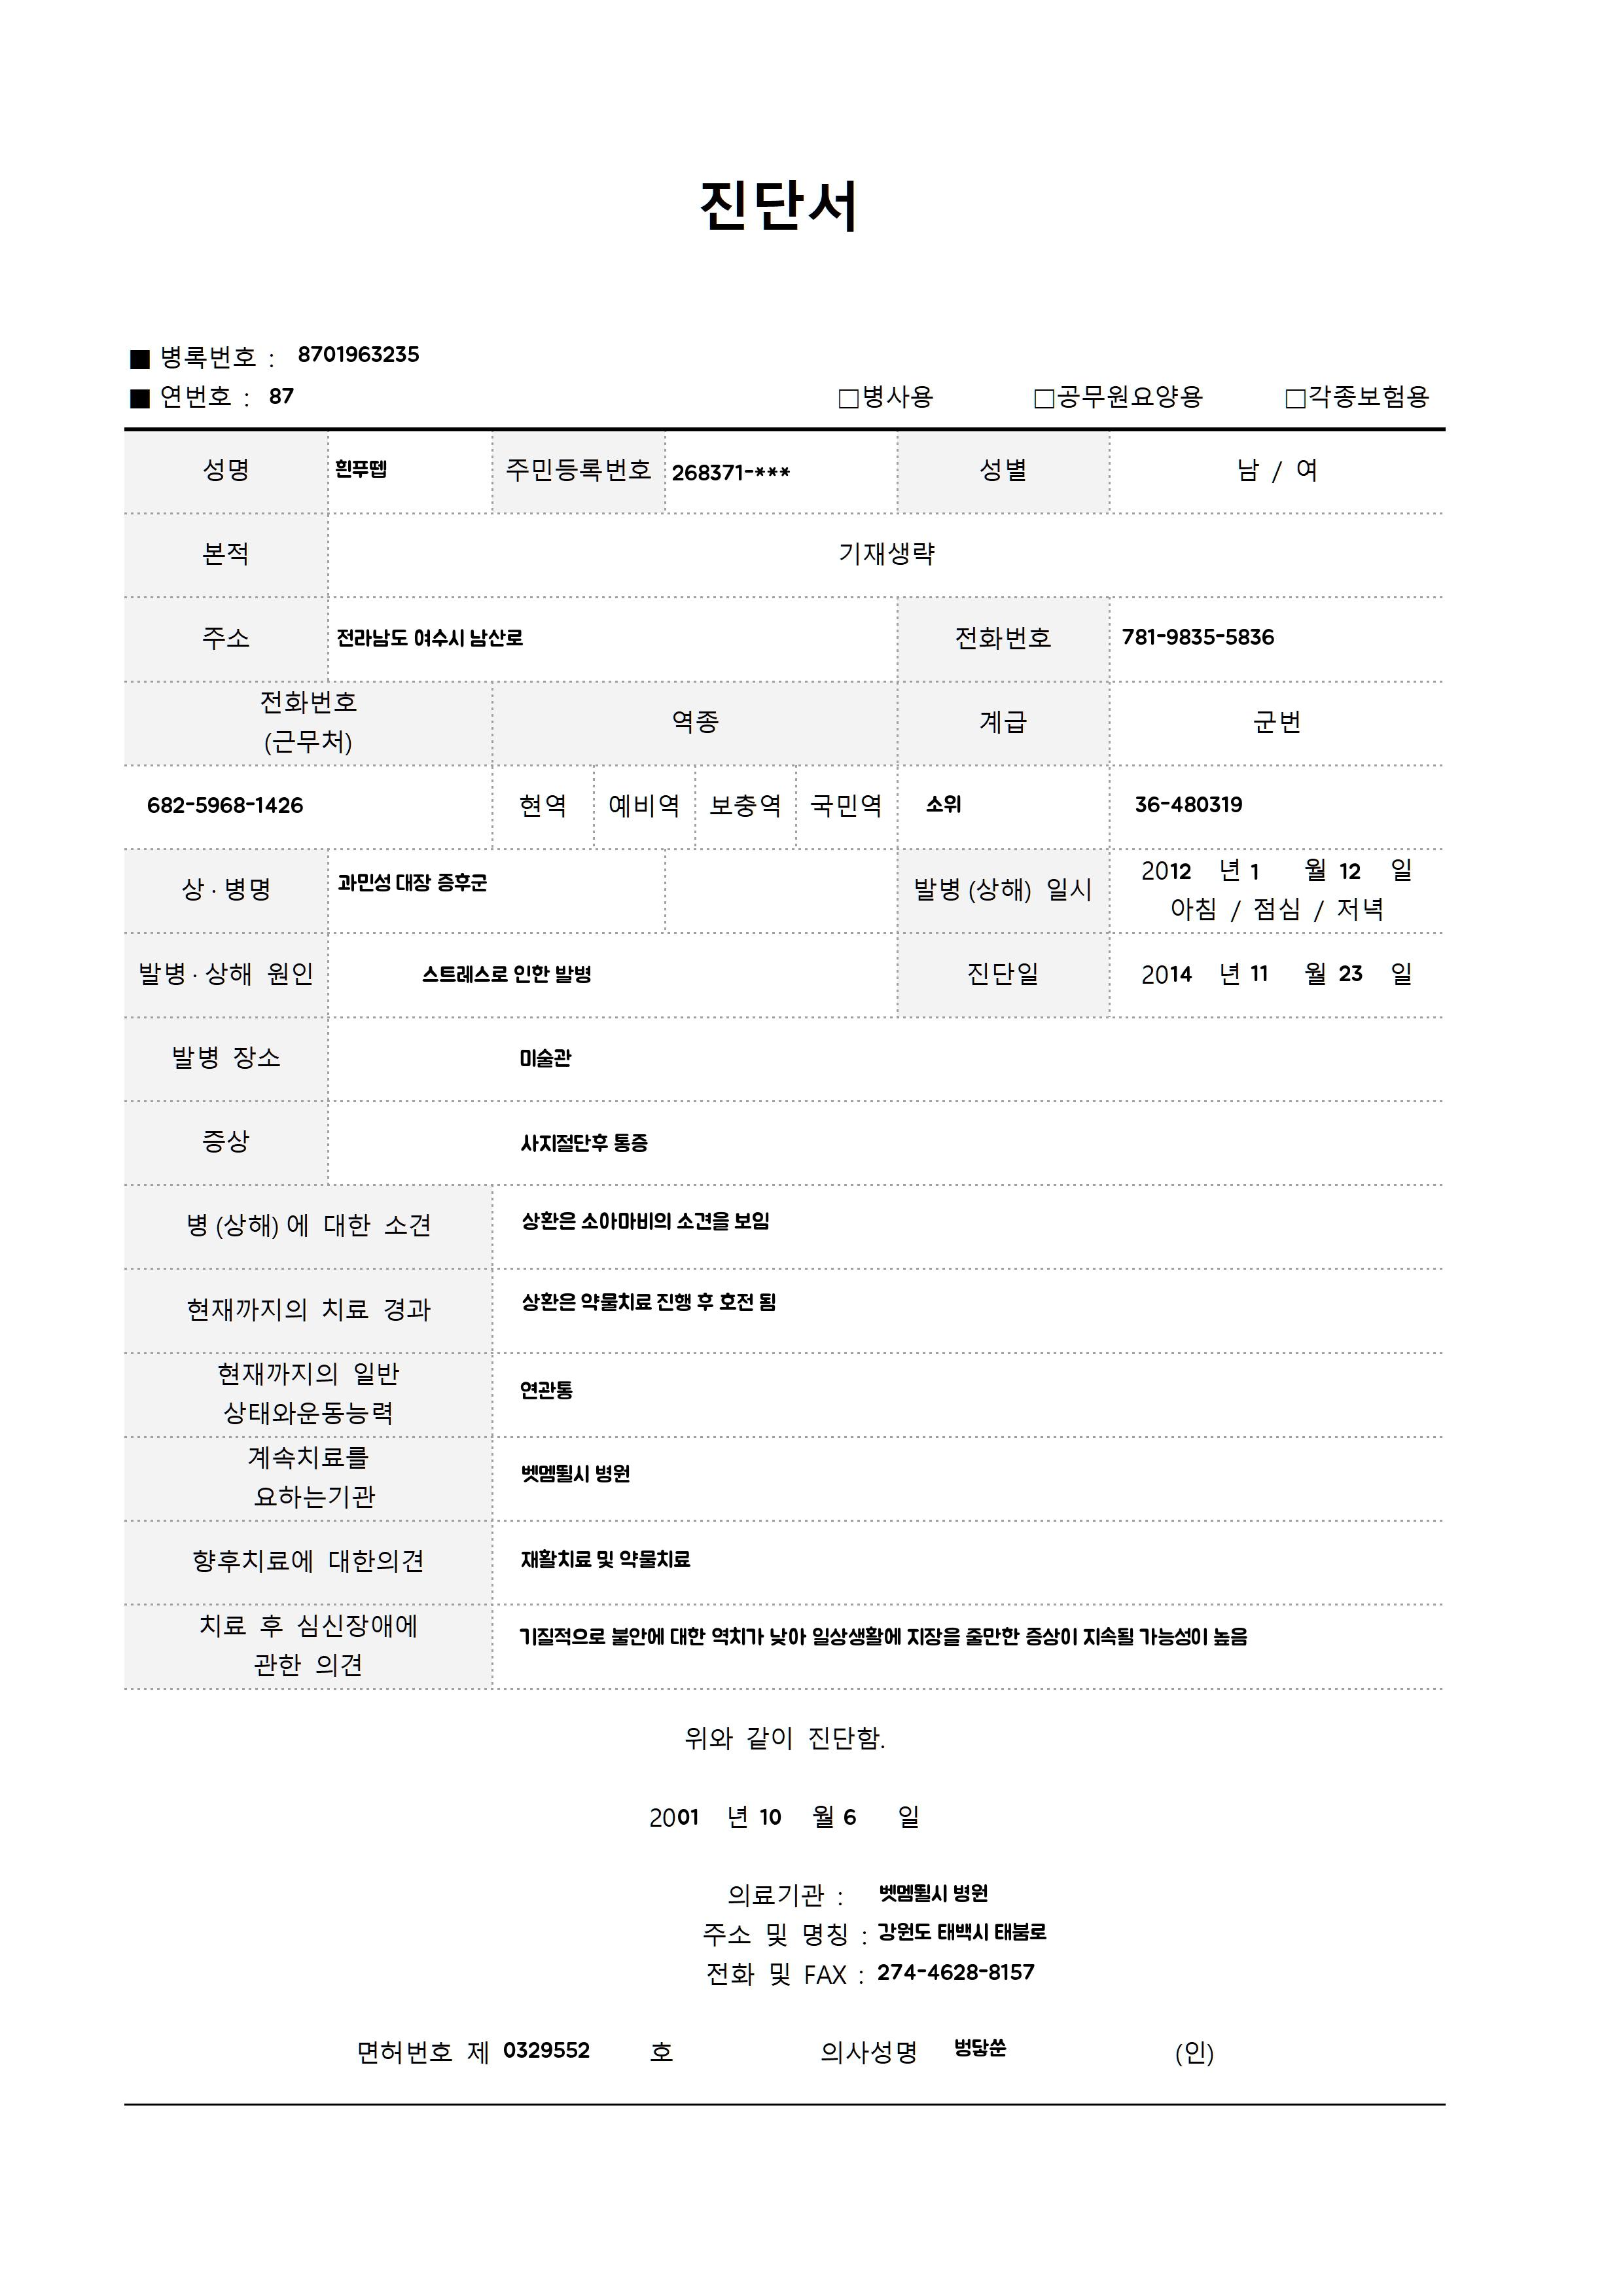 진단서
■ 병록번호 : 8701963235
■ 연번호 : 87 □병사용 □공무원요양용 □각종보험용
성명 흰푸뗍 주민등록번호 268371-*** 성별 남 / 여
본적 기재생략
주소 전라남도 여수시 남산로 전화번호 781-9835-5836
전화번호
(근무처) 역종 계급 군번
682-5968-1426 현역 예비역 보충역 국민역 소위 36-480319
상 · 병명 과민성 대장 증후군 발병 (상해) 일시 2012 년 1 월 12 일
아침 / 점심 / 저녁
발병 · 상해 원인 스트레스로 인한 발병 진단일 2014 년 11 월 23 일
발병 장소 미술관
증상 사지절단후 통증
병 (상해) 에 대한 소견 상환은 소아마비의 소견을 보임
현재까지의 치료 경과 상환은 약물치료 진행 후 호전 됨
현재까지의 일반
상태와운동능력 연관통
계속치료를
요하는기관 벳멤뛸시 병원
향후치료에 대한의견 재활치료 및 약물치료
치료 후 심신장애에
관한 의견 기질적으로 불안에 대한 역치가 낮아 일상생활에 지장을 줄만한 증상이 지속될 가능성이 높음
위와 같이 진단함.
2001 년 10 월 6 일
의료기관 : 벳멤뛸시 병원
주소 및 명칭 : 강원도 태백시 태붐로
전화 및 FAX : 274-4628-8157
면허번호 제 0329552 호 의사성명 벙닳쑨 (인)